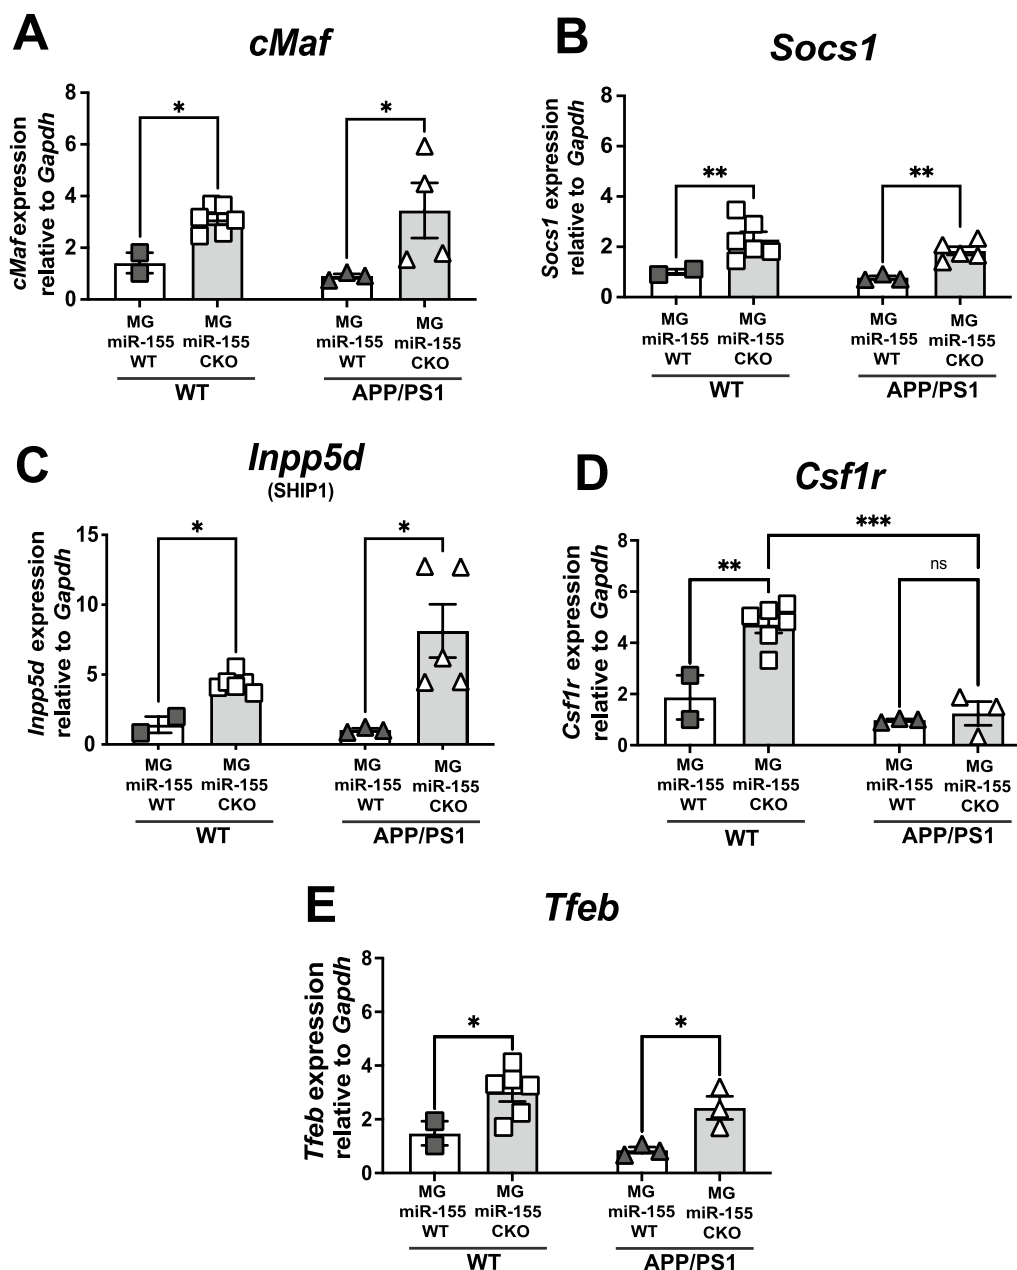 A
cMaf
cMaf expression
relative to Gapdh
8
6
4
2
0
*
*
MG
miR-155
WT
MG
miR-155
CKO
MG
miR-155
WT
MG
miR-155
CKO
WT
APP/PS1
B
Socs1
Socs1 expression
relative to Gapdh
8
6
4
2
0
**
**
MG
miR-155
WT
MG
miR-155
CKO
MG
miR-155
WT
MG
miR-155
CKO
WT
APP/PS1
C
Inpp5d
(SHIP1)
Inpp5d expression
relative to Gapdh
15
10
5
0
*
*
MG
miR-155
WT
MG
miR-155
CKO
MG
miR-155
WT
MG
miR-155
CKO
WT
APP/PS1
D
Csf1r
Csf1r expression
relative to Gapdh
8
6
4
2
0
**
***
ns
MG
miR-155
WT
MG
miR-155
CKO
MG
miR-155
WT
MG
miR-155
CKO
WT
APP/PS1
E
Tfeb
Tfeb expression
relative to Gapdh
8
6
4
2
0
*
*
MG
miR-155
WT
MG
miR-155
CKO
MG
miR-155
WT
MG
miR-155
CKO
WT
APP/PS1